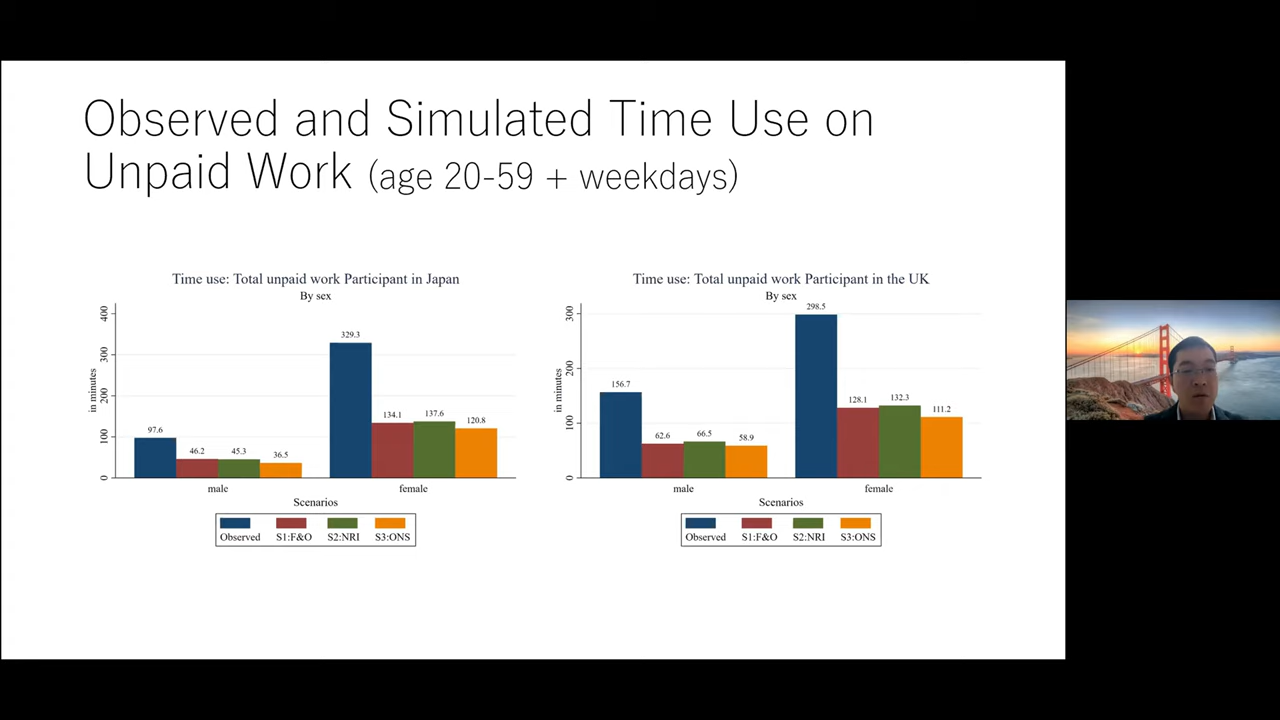 Observed and Simulated Time Use on
Unpaid Work (age 20-59 + weekdays)
Time use: Total unpaid work Participant in Japan
By sex
in minutes
400
300
200
100
0
97.6
46.2
45.3
36.5
329.3
134.1
137.6
120.8
male
female
Scenarios
Observed
S1:F&O
S2:NRI
S3:ONS
Time use: Total unpaid work Participant in the UK
By sex
in minutes
300
200
100
0
156.7
62.6
66.5
58.9
298.5
128.1
132.3
111.2
male
female
Scenarios
Observed
S1:F&O
S2:NRI
S3:ONS